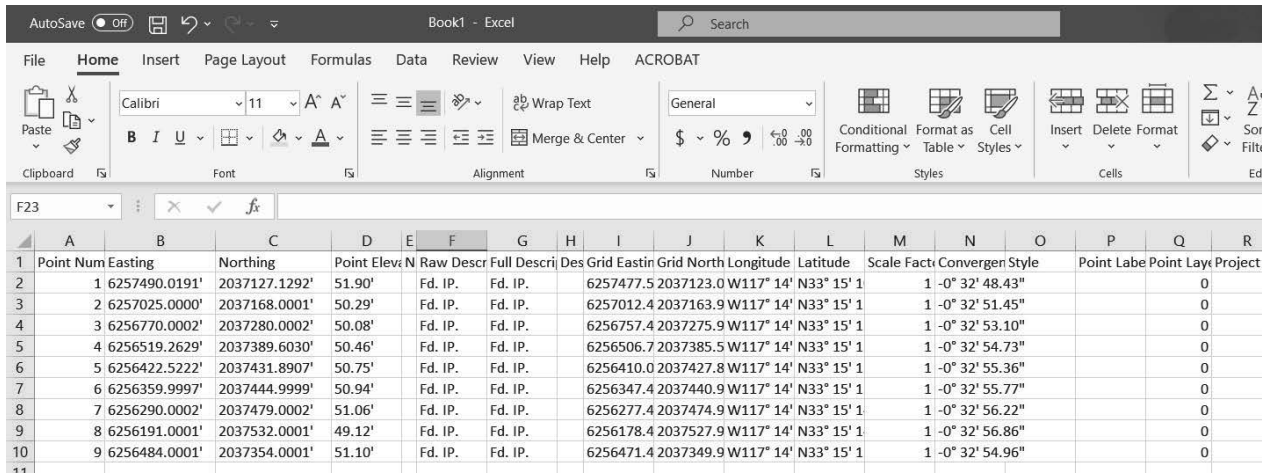 AutoSave Off Book1 - Excel Search
File Home Insert Page Layout Formulas Data Review View Help ACROBAT
Paste Calibri 11 A^ Aˇ ab Wrap Text General Conditional Formatting Format as Table Cell Styles Insert Delete Format
B I U A Merge & Center $ % , .00
Clipboard Font Alignment Number Styles Cells
F23 fx
A B C D E F G H I J K L M N O P Q R
1 Point Num Easting Northing Point Eleva N Raw Descr Full Descri Des Grid Eastin Grid North Longitude Latitude Scale Fact Convergen Style Point Labe Point Laye Project
2 1 6257490.0191' 2037127.1292' 51.90' Fd. IP. Fd. IP. 6257477.5 2037123.0 W117° 14' N33° 15' 1 1 -0° 32' 48.43" 0
3 2 6257025.0000' 2037168.0001' 50.29' Fd. IP. Fd. IP. 6257012.4 2037163.9 W117° 14' N33° 15' 1 1 -0° 32' 51.45" 0
4 3 6256770.0002' 2037280.0002' 50.08' Fd. IP. Fd. IP. 6256757.4 2037275.9 W117° 14' N33° 15' 1 1 -0° 32' 53.10" 0
5 4 6256519.2629' 2037389.6030' 50.46' Fd. IP. Fd. IP. 6256506.7 2037385.5 W117° 14' N33° 15' 1 1 -0° 32' 54.73" 0
6 5 6256422.5222' 2037431.8907' 50.75' Fd. IP. Fd. IP. 6256410.0 2037427.8 W117° 14' N33° 15' 1 1 -0° 32' 55.36" 0
7 6 6256359.9997' 2037444.9999' 50.94' Fd. IP. Fd. IP. 6256347.4 2037440.9 W117° 14' N33° 15' 1 1 -0° 32' 55.77" 0
8 7 6256290.0002' 2037479.0002' 51.06' Fd. IP. Fd. IP. 6256277.4 2037474.9 W117° 14' N33° 15' 1 1 -0° 32' 56.22" 0
9 8 6256191.0001' 2037532.0001' 49.12' Fd. IP. Fd. IP. 6256178.4 2037527.9 W117° 14' N33° 15' 1 1 -0° 32' 56.86" 0
10 9 6256484.0001' 2037354.0001' 51.10' Fd. IP. Fd. IP. 6256471.4 2037349.9 W117° 14' N33° 15' 1 1 -0° 32' 54.96" 0